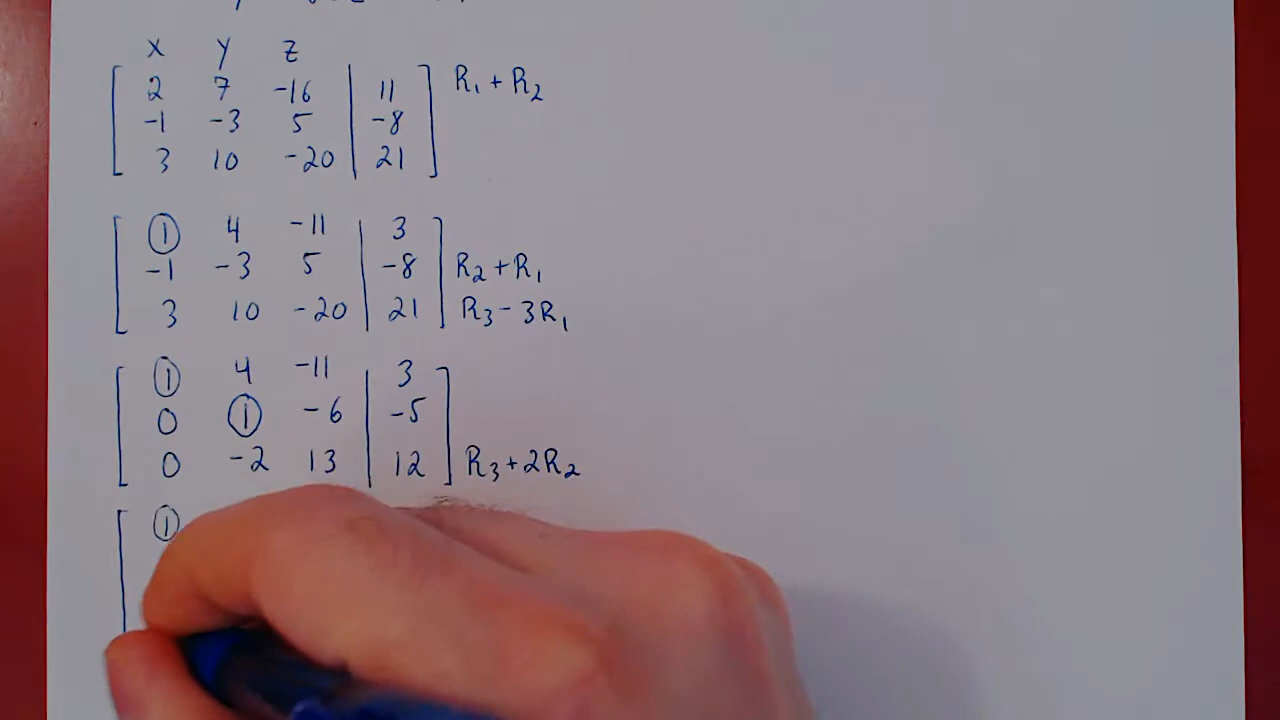 x y z
2 7 -16 | 11 R₁ + R₂
-1 -3 5 | -8
3 10 -20 | 21
1 4 -11 | 3
-1 -3 5 | -8 R₂ + R₁
3 10 -20 | 21 R₃ - 3R₁
1 4 -11 | 3
0 1 -6 | -5
0 -2 13 | 12 R₃ + 2R₂
1